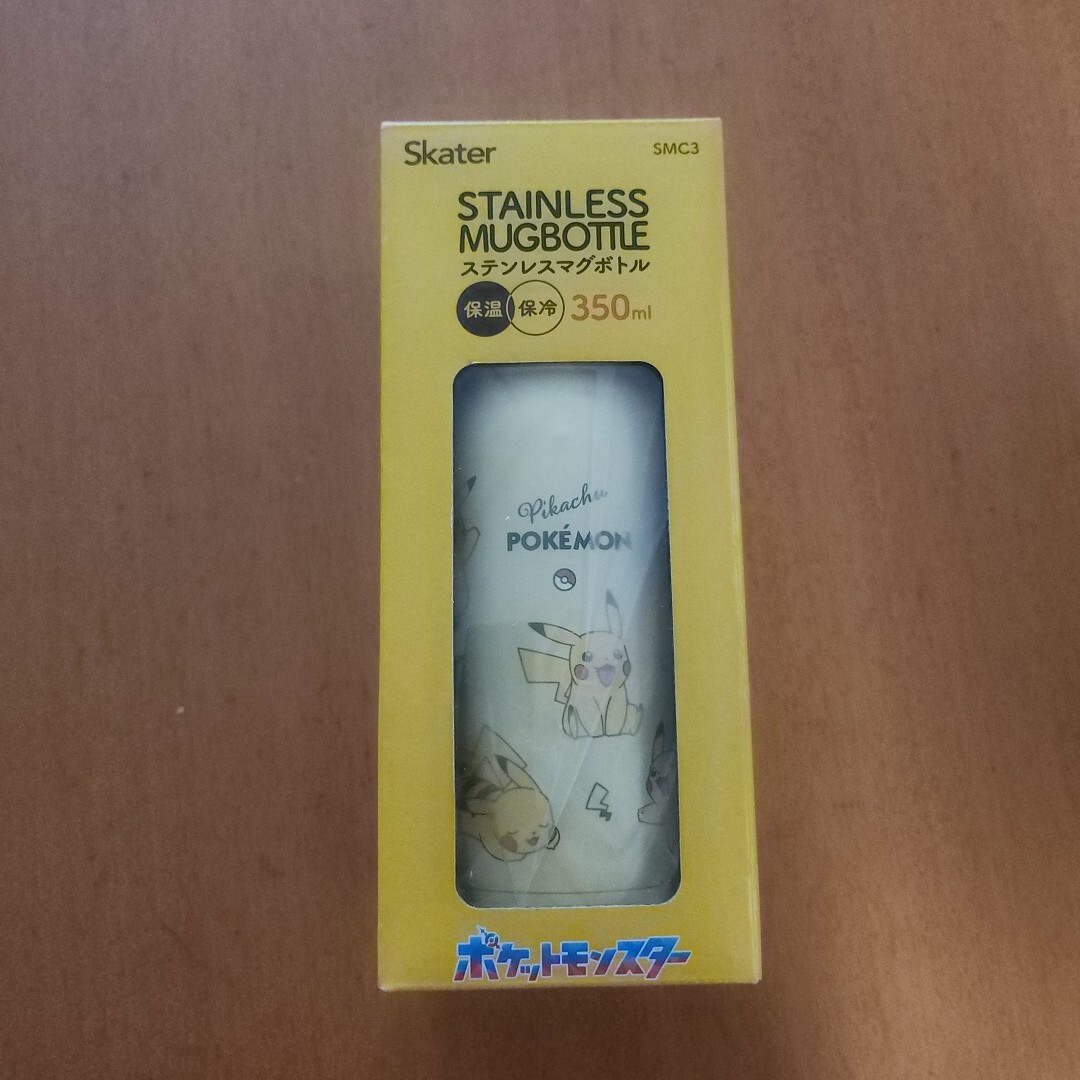 Skater
SMC3
STAINLESS
MUGBOTTLE
ステンレスマグボトル
保温 保冷 350ml
Pikachu
POKÉMON
ポケットモンスター